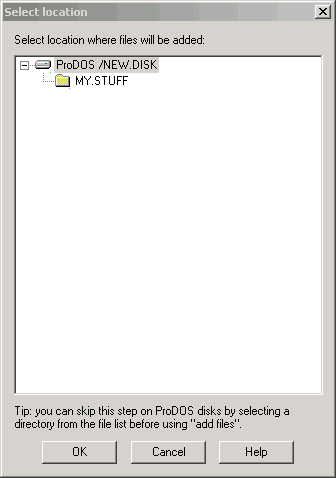 Select location
Select location where files will be added:
ProDOS /NEW.DISK
MY.STUFF
Tip: you can skip this step on ProDOS disks by selecting a
directory from the file list before using "add files".
OK Cancel Help